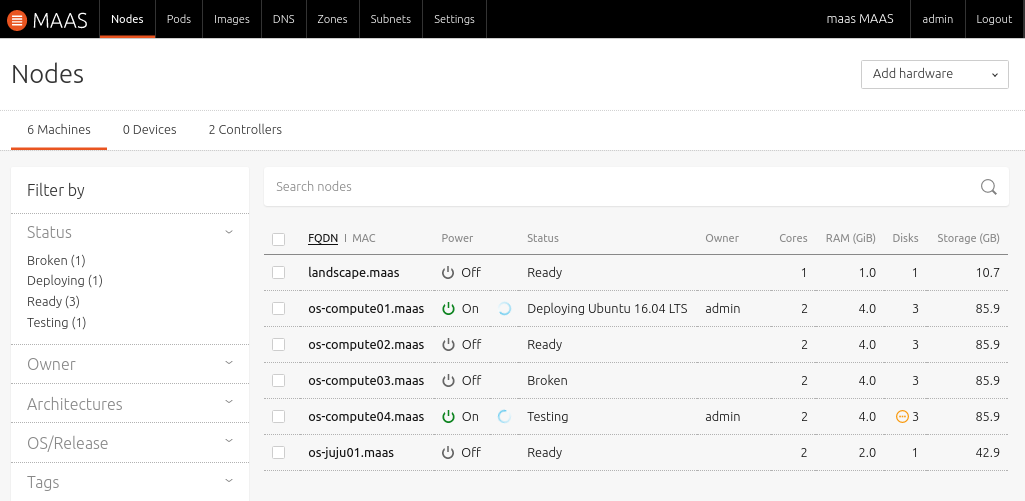 MAAS Nodes Pods Images DNS Zones Subnets Settings maas MAAS admin Logout
Nodes Add hardware
6 Machines 0 Devices 2 Controllers
Filter by
Status
Broken (1)
Deploying (1)
Ready (3)
Testing (1)
Owner
Architectures
OS/Release
Tags
Search nodes
FQDN | MAC Power Status Owner Cores RAM (GiB) Disks Storage (GB)
landscape.maas Off Ready 1 1.0 1 10.7
os-compute01.maas On Deploying Ubuntu 16.04 LTS admin 2 4.0 3 85.9
os-compute02.maas Off Ready 2 4.0 3 85.9
os-compute03.maas Off Broken 2 4.0 3 85.9
os-compute04.maas On Testing admin 2 4.0 3 85.9
os-juju01.maas Off Ready 2 2.0 1 42.9